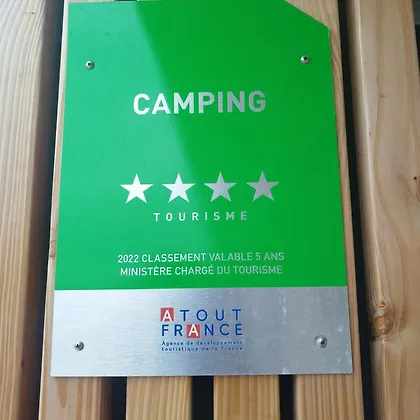 CAMPING
TOURISME
2022 CLASSEMENT VALABLE 5 ANS
MINISTÈRE CHARGÉ DU TOURISME
ATOUT
FRANCE
Agence de développement
touristique de la France